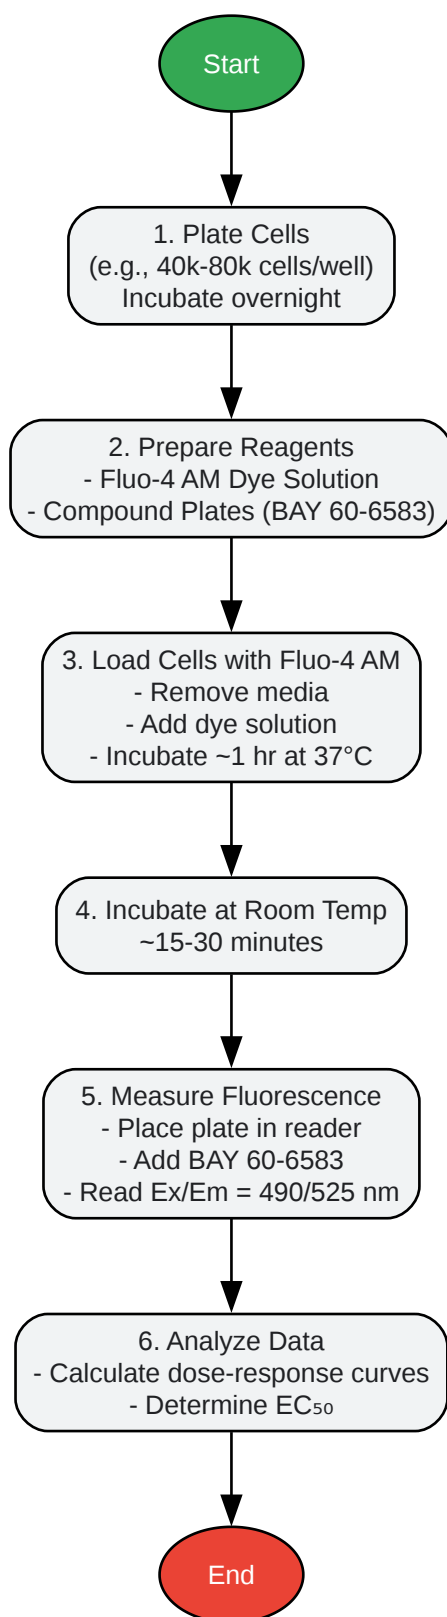 Start
1. Plate Cells
(e.g., 40k-80k cells/well)
Incubate overnight
2. Prepare Reagents
- Fluo-4 AM Dye Solution
- Compound Plates (BAY 60-6583)
3. Load Cells with Fluo-4 AM
- Remove media
- Add dye solution
- Incubate ~1 hr at 37°C
4. Incubate at Room Temp
~15-30 minutes
5. Measure Fluorescence
- Place plate in reader
- Add BAY 60-6583
- Read Ex/Em = 490/525 nm
6. Analyze Data
- Calculate dose-response curves
- Determine EC₅₀
End